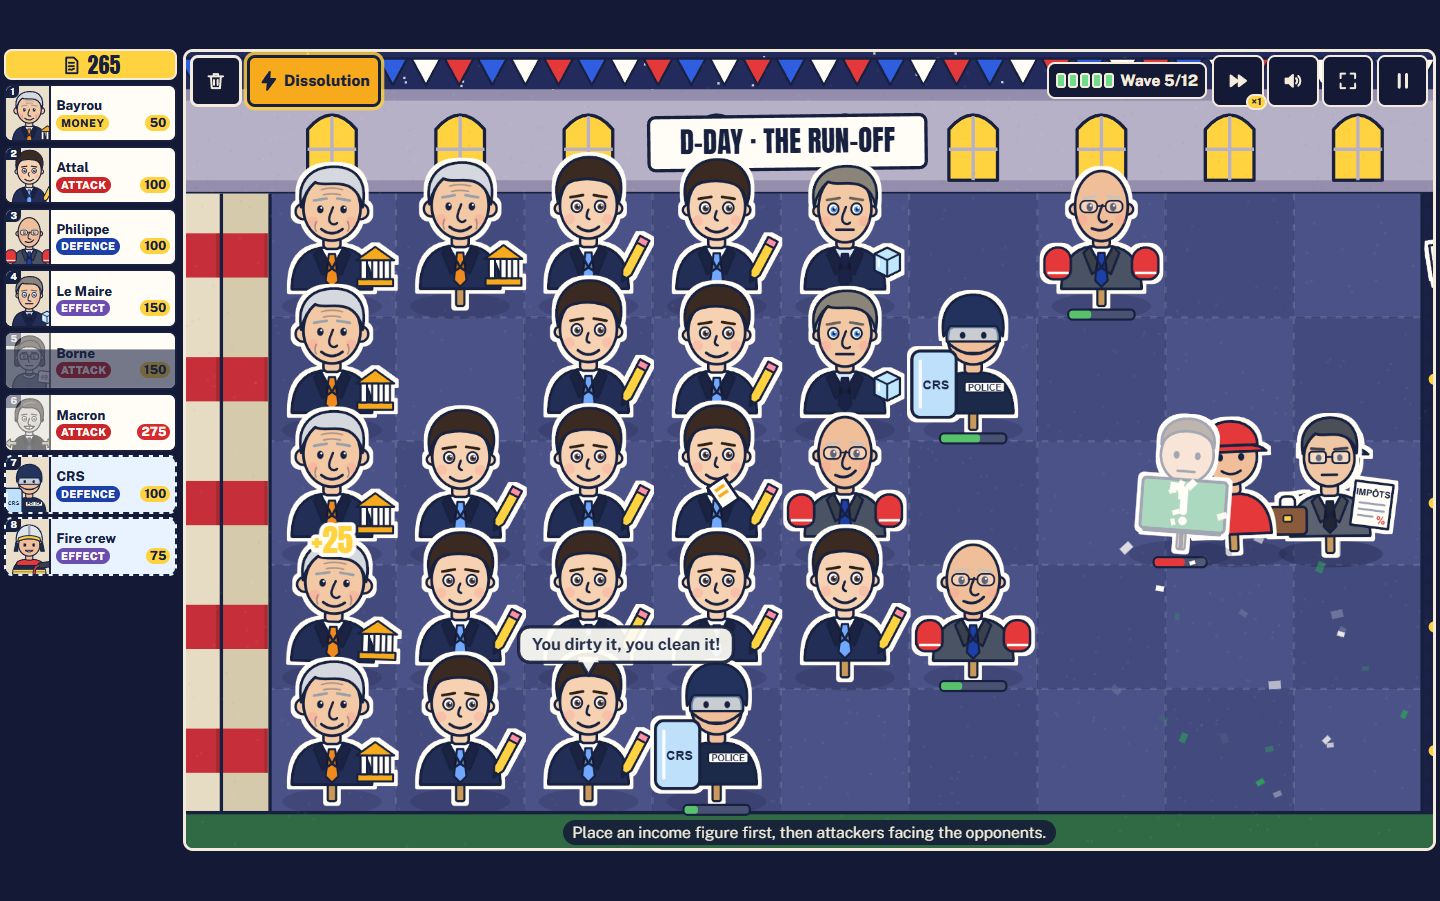 265
Dissolution
Wave 5/12
×1
D-DAY · THE RUN-OFF
1
Bayrou
MONEY 50
2
Attal
ATTACK 100
3
Philippe
DEFENCE 100
4
Le Maire
EFFECT 150
5
Borne
ATTACK 150
6
Macron
ATTACK 275
7
CRS
DEFENCE 100
8
Fire crew
EFFECT 75
CRS
POLICE
IMPÔTS
%
+25
You dirty it, you clean it!
CRS
POLICE
Place an income figure first, then attackers facing the opponents.